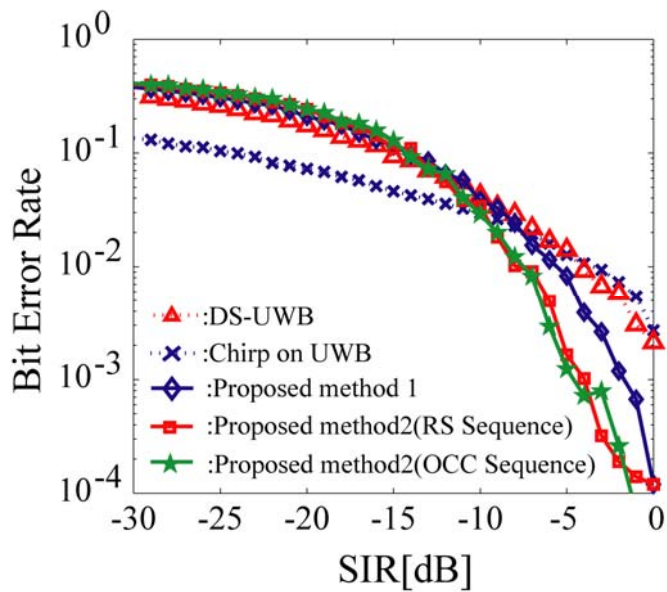 10^0
10^-1
10^-2
10^-3
10^-4
Bit Error Rate
:DS-UWB
:Chirp on UWB
:Proposed method 1
:Proposed method2(RS Sequence)
:Proposed method2(OCC Sequence)
-30 -25 -20 -15 -10 -5 0
SIR[dB]